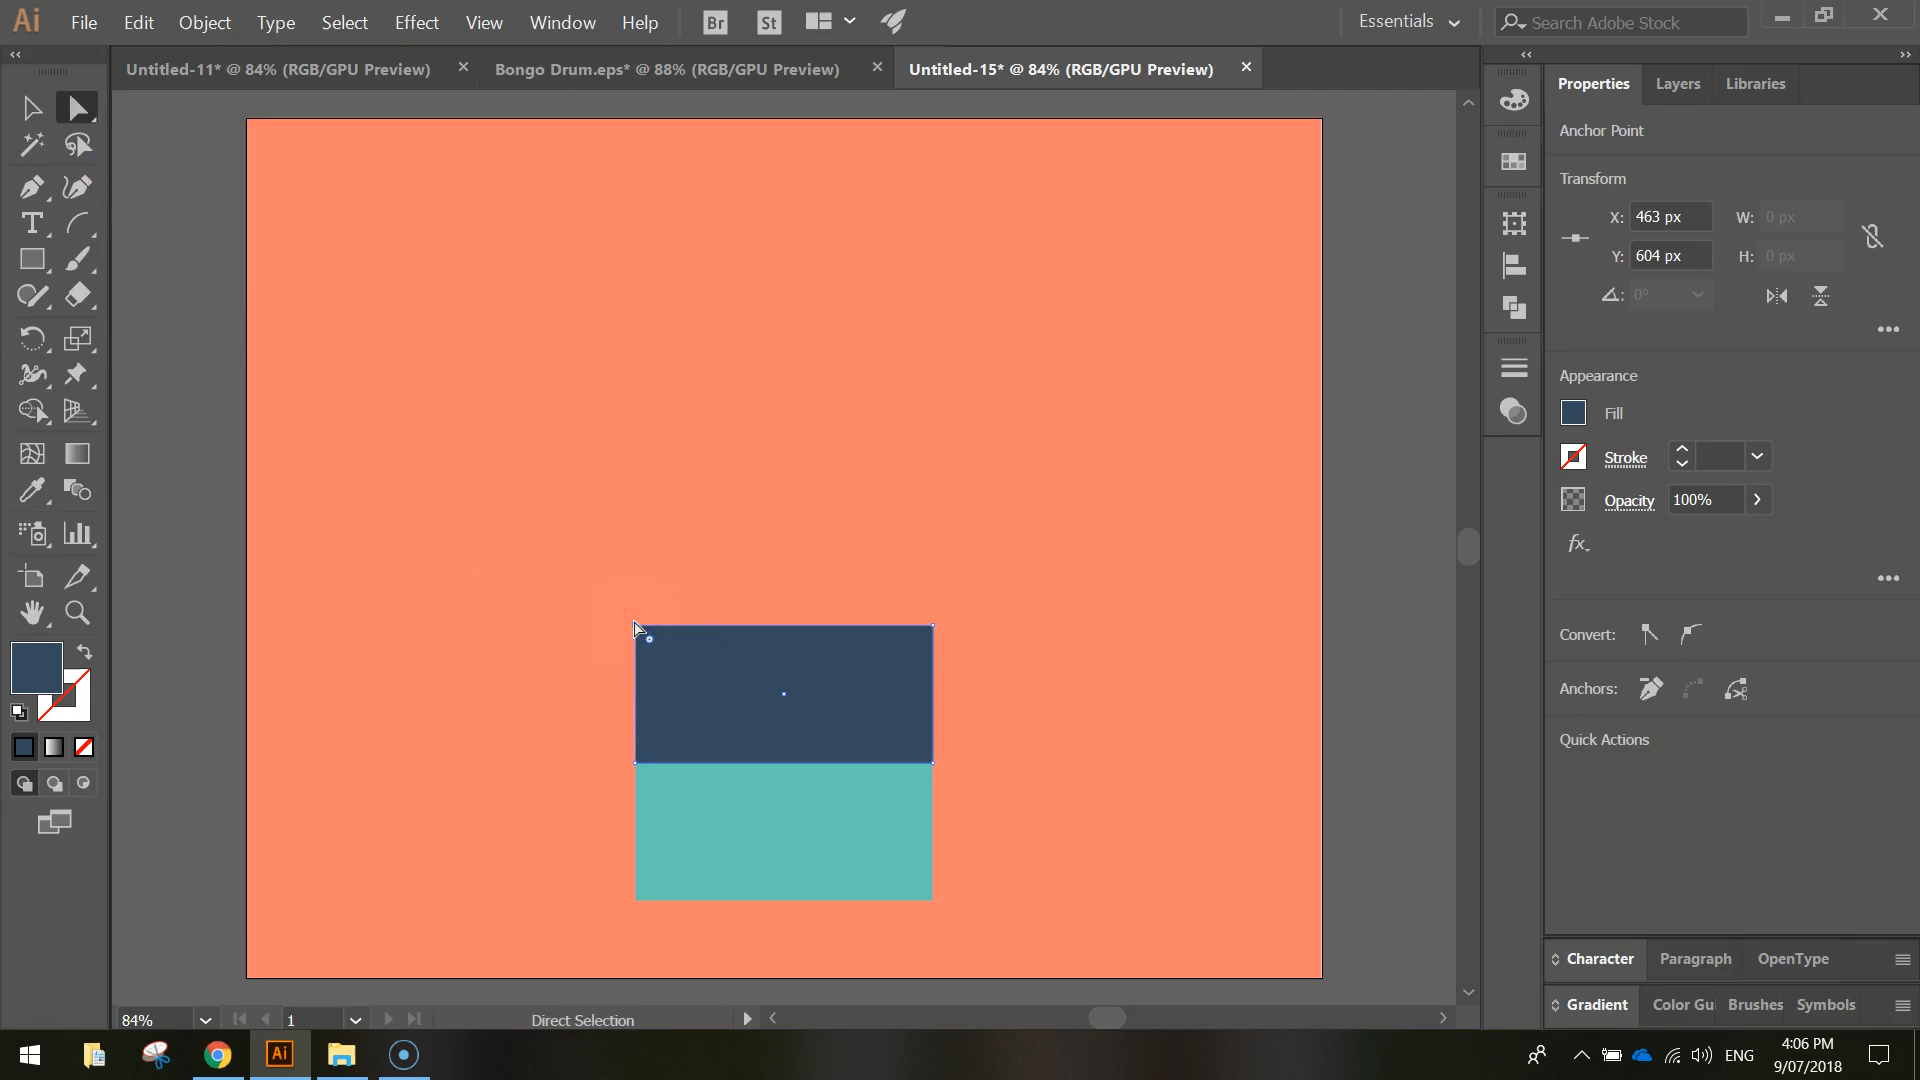 Ai File Edit Object Type Select Effect View Window Help Br St Essentials Search Adobe Stock
Untitled-11* @ 84% (RGB/GPU Preview) Bongo Drum.eps* @ 88% (RGB/GPU Preview) Untitled-15* @ 84% (RGB/GPU Preview)
Properties Layers Libraries
Anchor Point
Transform
X: 463 px W: 0 px
Y: 604 px H: 0 px
0°
Appearance
Fill
Stroke
Opacity 100%
fx
Convert:
Anchors:
Quick Actions
Character Paragraph OpenType
Gradient Color Gu Brushes Symbols
84% 1 Direct Selection
Ai ENG
4:06 PM
9/07/2018